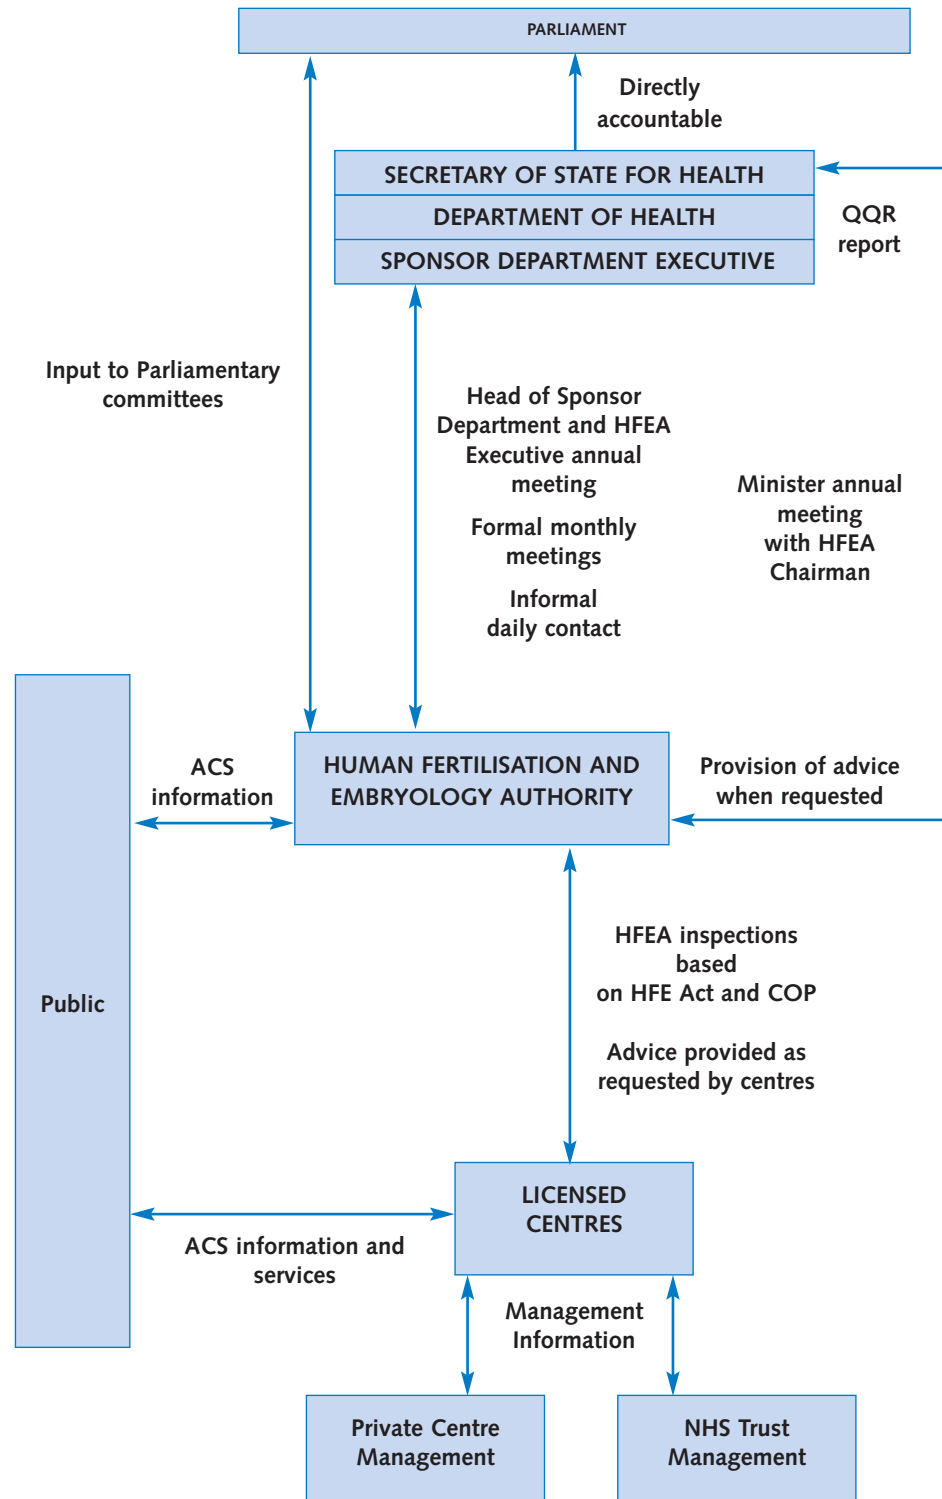 PARLIAMENT
Directly
accountable
SECRETARY OF STATE FOR HEALTH
DEPARTMENT OF HEALTH
SPONSOR DEPARTMENT EXECUTIVE
QQR
report
Input to Parliamentary
committees
Head of Sponsor
Department and HFEA
Executive annual
meeting
Formal monthly
meetings
Informal
daily contact
Minister annual
meeting
with HFEA
Chairman
ACS
information
HUMAN FERTILISATION AND
EMBRYOLOGY AUTHORITY
Provision of advice
when requested
Public
HFEA inspections
based
on HFE Act and COP
Advice provided as
requested by centres
LICENSED
CENTRES
ACS information and
services
Management
Information
Private Centre
Management
NHS Trust
Management